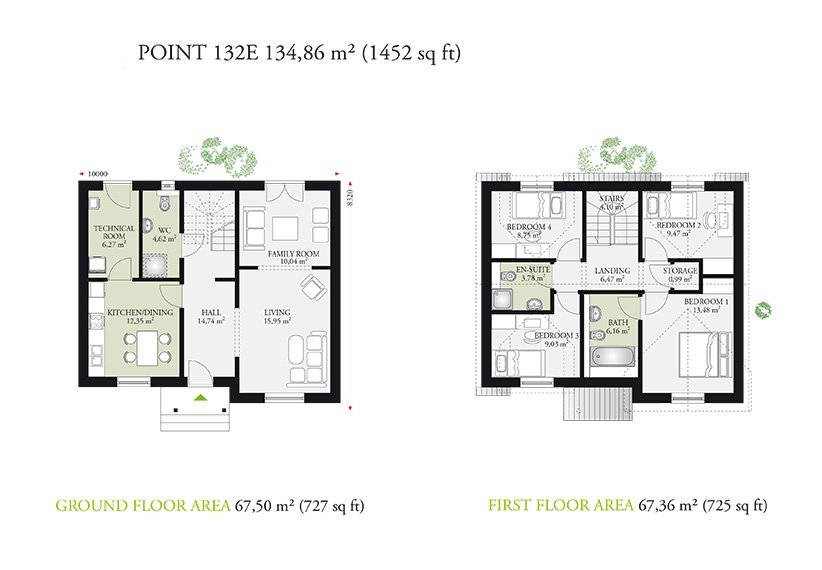 POINT 132E 134,86 m² (1452 sq ft)
10000
8320
TECHNICAL
ROOM
6.27 m²
WC
4,62 m²
FAMILY ROOM
10,04 m²
KITCHEN/DINING
12,35 m²
HALL
14,74 m²
LIVING
15,95 m²
STAIRS
4.10 m²
BEDROOM 4
8,75 m²
BEDROOM 2
9.47 m²
EN-SUITE
3.78 m²
LANDING
6,47 m²
STORAGE
0,99 m²
BEDROOM 1
13,48 m²
BATH
6,16 m²
BEDROOM 3
9,03 m²
GROUND FLOOR AREA 67,50 m² (727 sq ft)
FIRST FLOOR AREA 67,36 m² (725 sq ft)